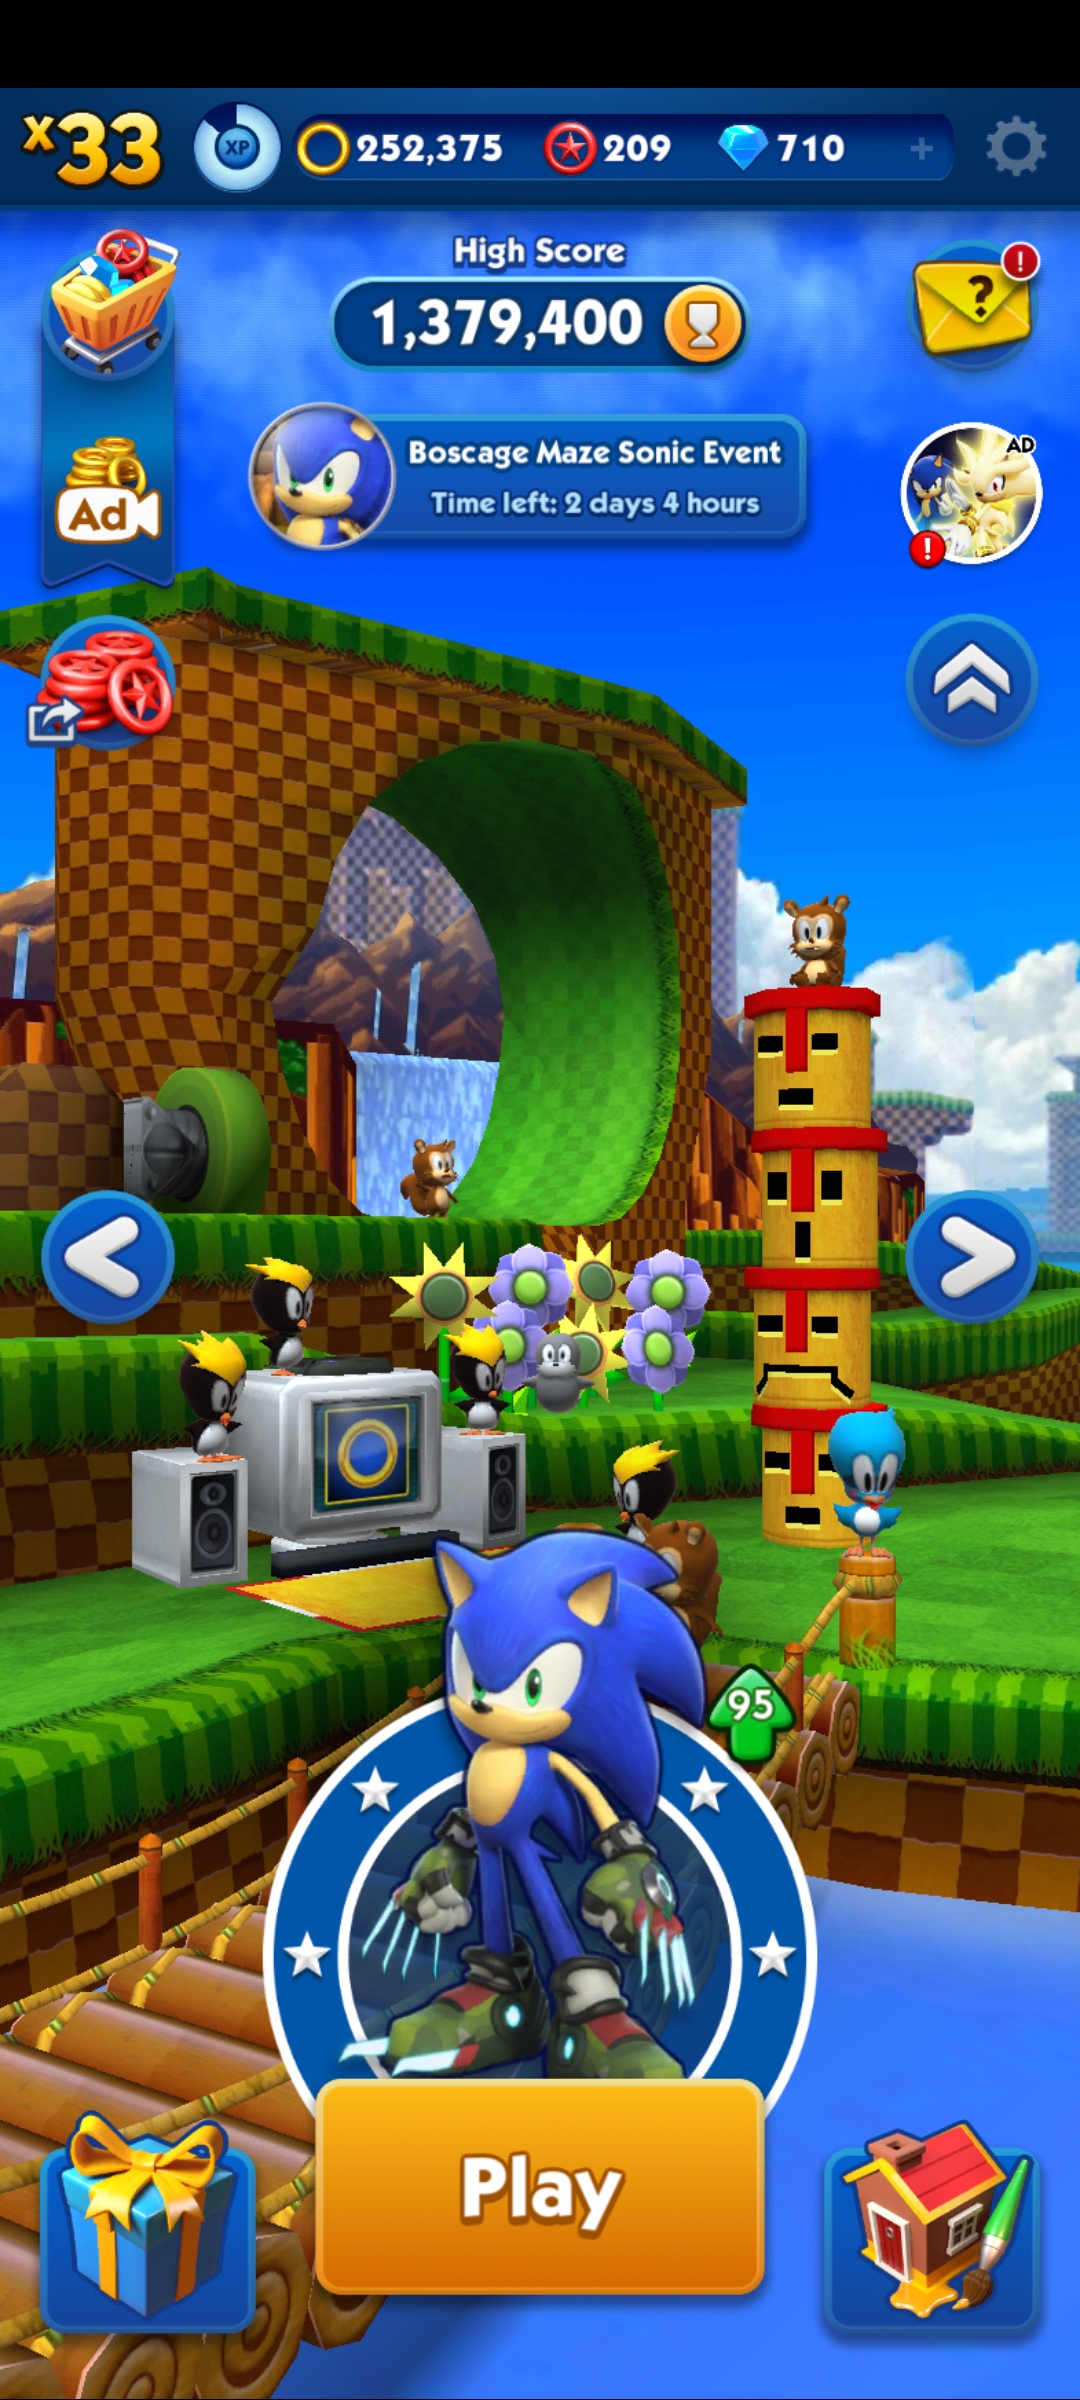 x33
XP
252,375
209
710
+
High Score
1,379,400
?
!
Boscage Maze Sonic Event
Time left: 2 days 4 hours
AD
!
Ad
95
Play